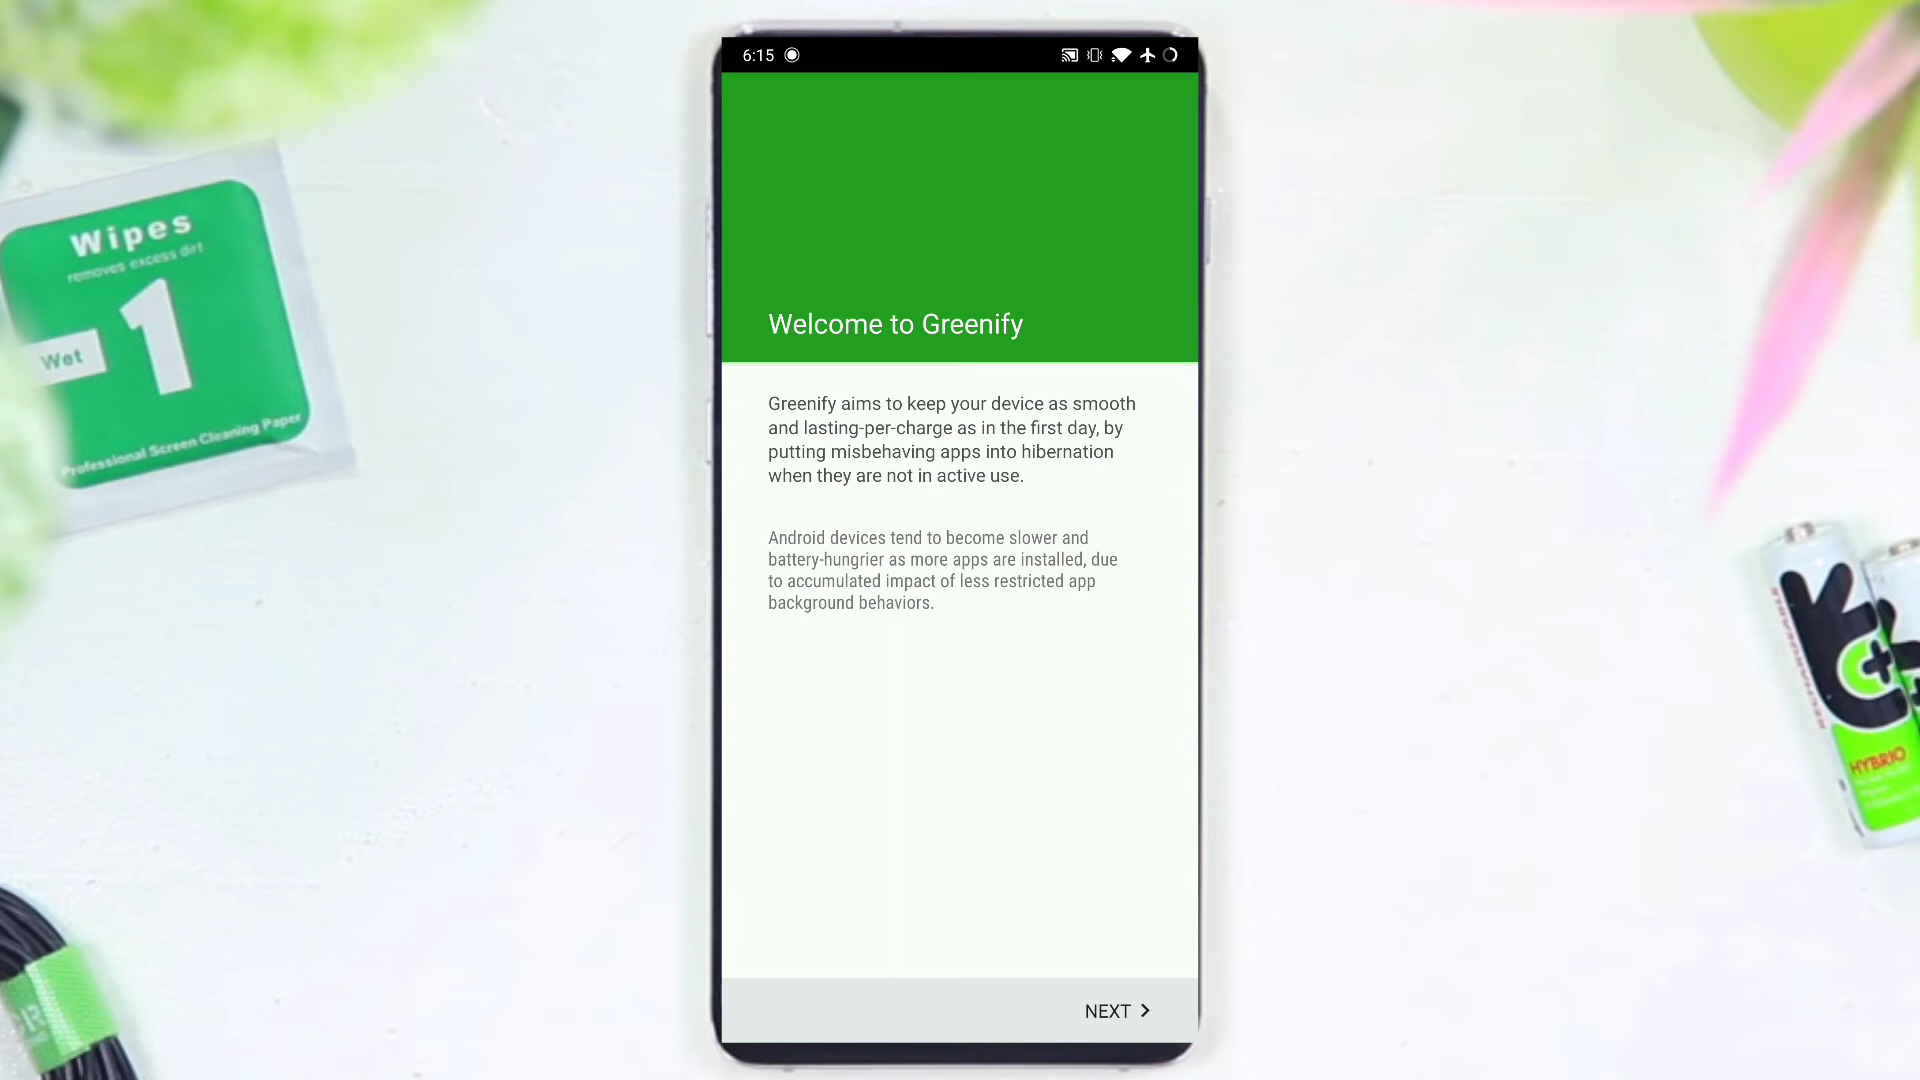 6:15
Welcome to Greenify
Greenify aims to keep your device as smooth
and lasting-per-charge as in the first day, by
putting misbehaving apps into hibernation
when they are not in active use.
Android devices tend to become slower and
battery-hungrier as more apps are installed, due
to accumulated impact of less restricted app
background behaviors.
NEXT
Wipes
removes excess dirt
1
Wet
Professional Screen Cleaning Paper
RECHARGEABLE
HYBRIO